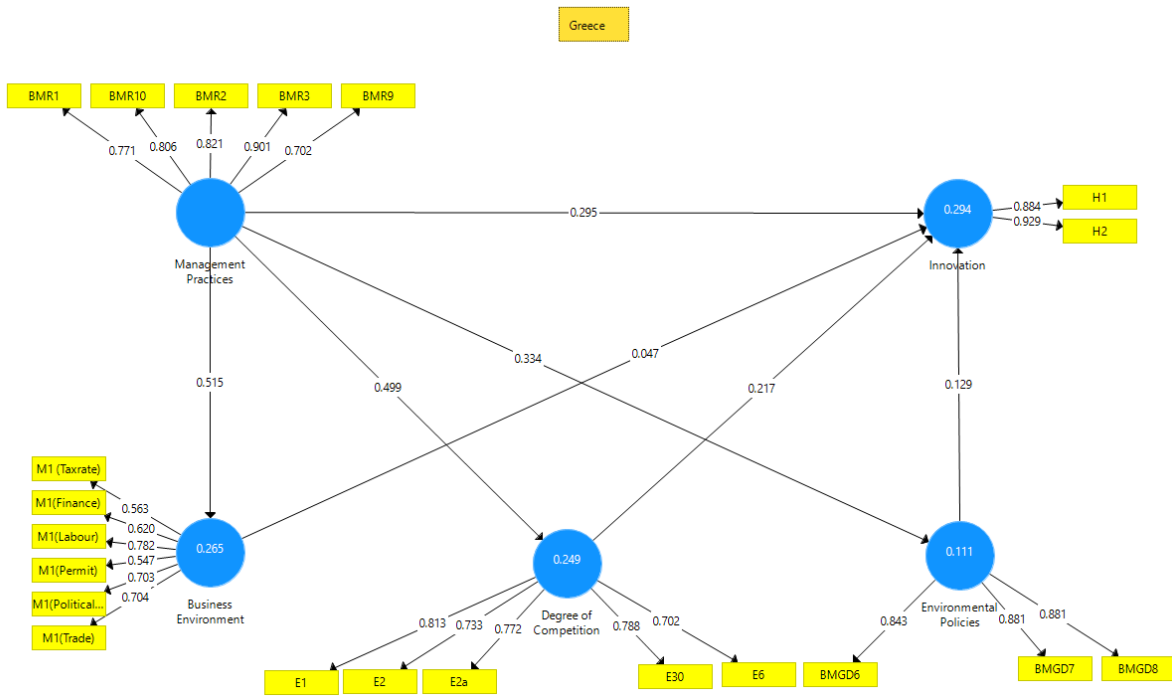 Greece
BMR1
BMR10
BMR2
BMR3
BMR9
0.771
0.806
0.821
0.901
0.702
Management
Practices
0.295
0.294
Innovation
0.884
0.929
H1
H2
0.334
0.047
0.515
0.499
0.217
0.129
M1 (Taxrate)
M1(Finance)
M1(Labour)
M1(Permit)
M1(Political...
M1(Trade)
0.563
0.620
0.782
0.547
0.703
0.704
0.265
Business
Environment
0.249
Degree of
Competition
0.813
0.733
0.772
0.788
0.702
E1
E2
E2a
E30
E6
0.111
Environmental
Policies
0.843
0.881
0.881
BMGD6
BMGD7
BMGD8